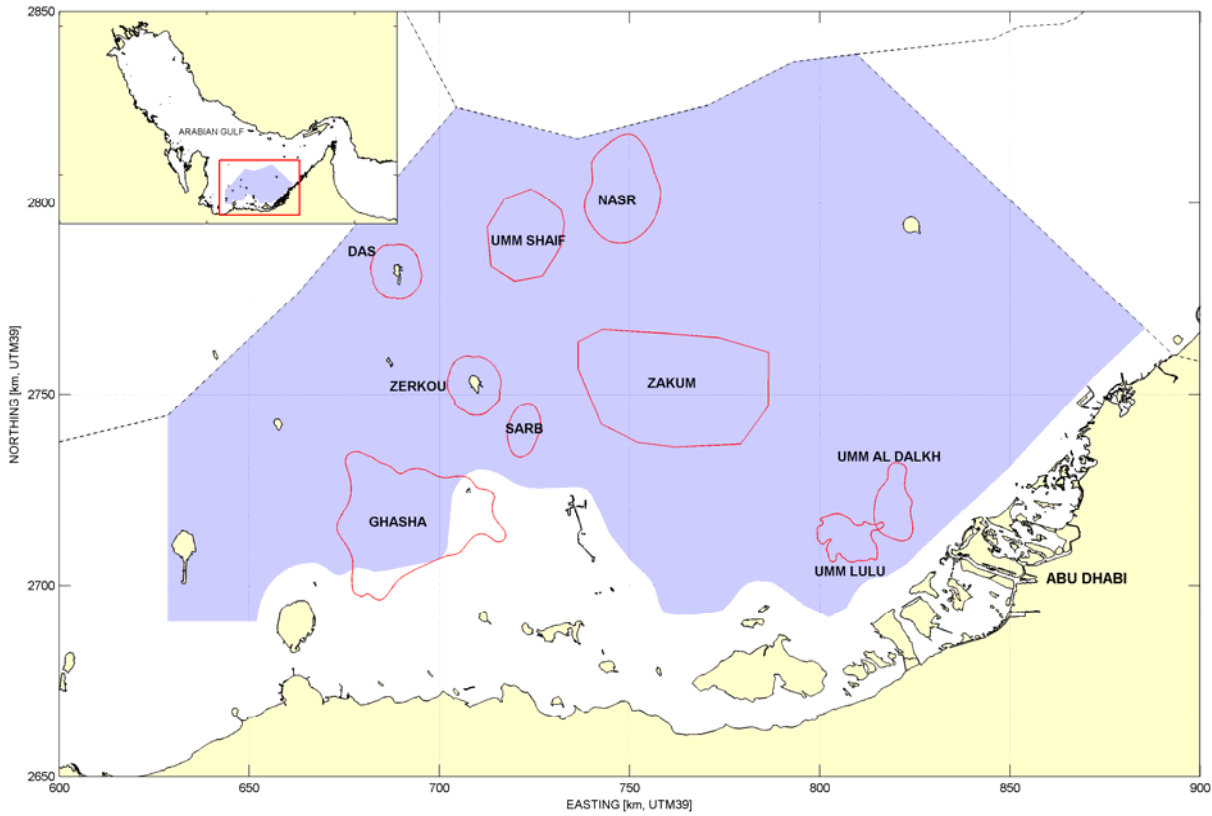 2850
ARABIAN GULF
NASR
2800
UMM SHAIF
DAS
ZERKOU
ZAKUM
2750
SARB
UMM AL DALKH
GHASHA
UMM LULU
ABU DHABI
2700
2650
600
650
700
750
800
850
900
NORTHING [km, UTM39]
EASTING [km, UTM39]